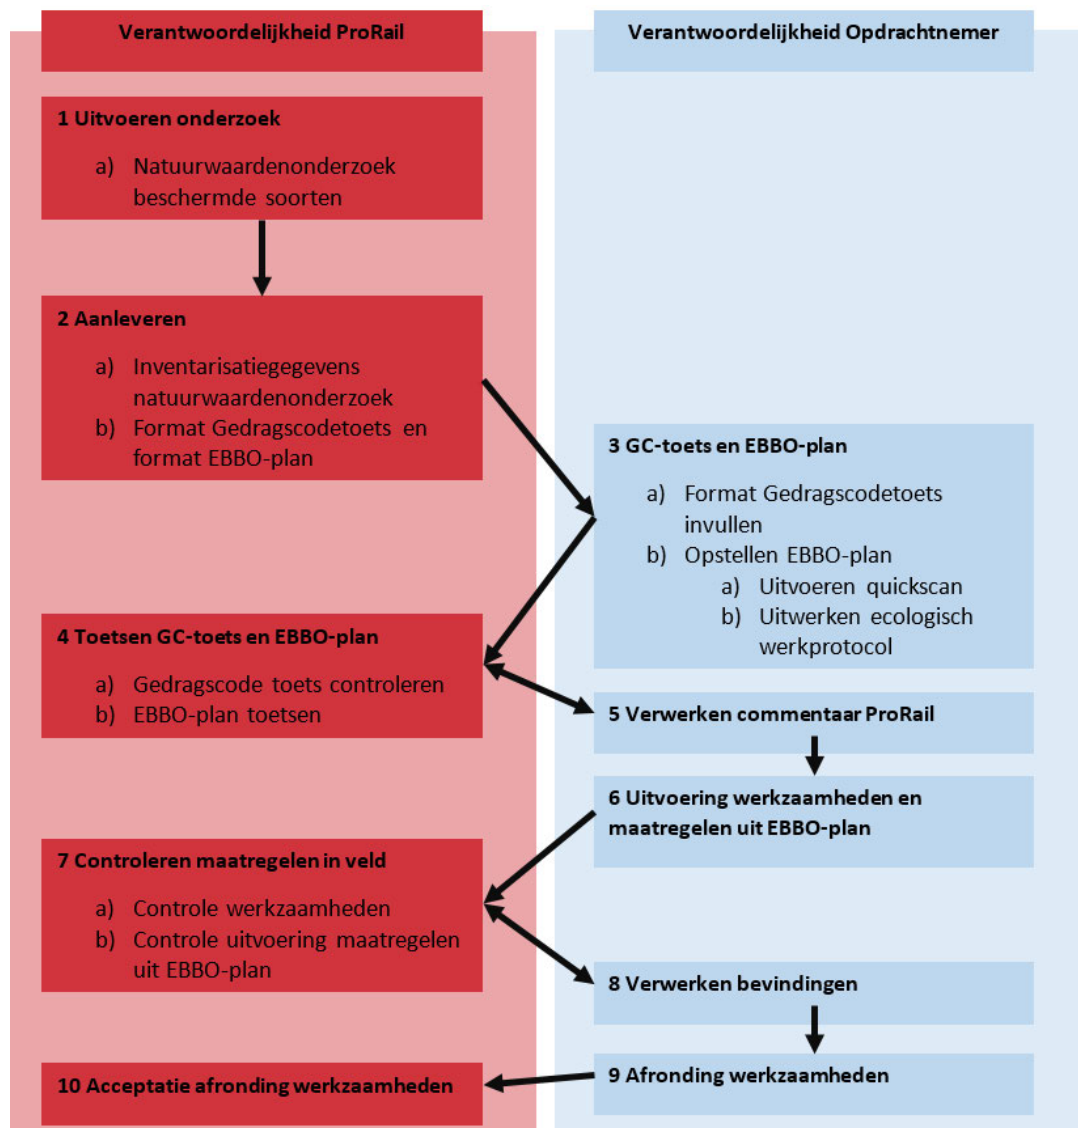 Verantwoordelijkheid ProRail
Verantwoordelijkheid Opdrachtnemer
1 Uitvoeren onderzoek
a) Natuurwaardenonderzoek
beschermde soorten
2 Aanleveren
a) Inventarisatiegegevens
natuurwaardenonderzoek
b) Format Gedragscodetoets en
format EBBO-plan
3 GC-toets en EBBO-plan
a) Format Gedragscodetoets
invullen
b) Opstellen EBBO-plan
a) Uitvoeren quickscan
b) Uitwerken ecologisch
werkprotocol
4 Toetsen GC-toets en EBBO-plan
a) Gedragscode toets controleren
b) EBBO-plan toetsen
5 Verwerken commentaar ProRail
6 Uitvoering werkzaamheden en
maatregelen uit EBBO-plan
7 Controleren maatregelen in veld
a) Controle werkzaamheden
b) Controle uitvoering maatregelen
uit EBBO-plan
8 Verwerken bevindingen
9 Afronding werkzaamheden
10 Acceptatie afronding werkzaamheden